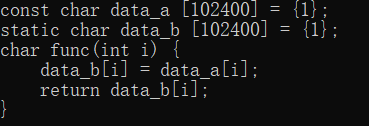 const char data_a [102400] = {1};
static char data_b [102400] = {1};
char func(int i) {
    data_b[i] = data_a[i];
    return data_b[i];
}